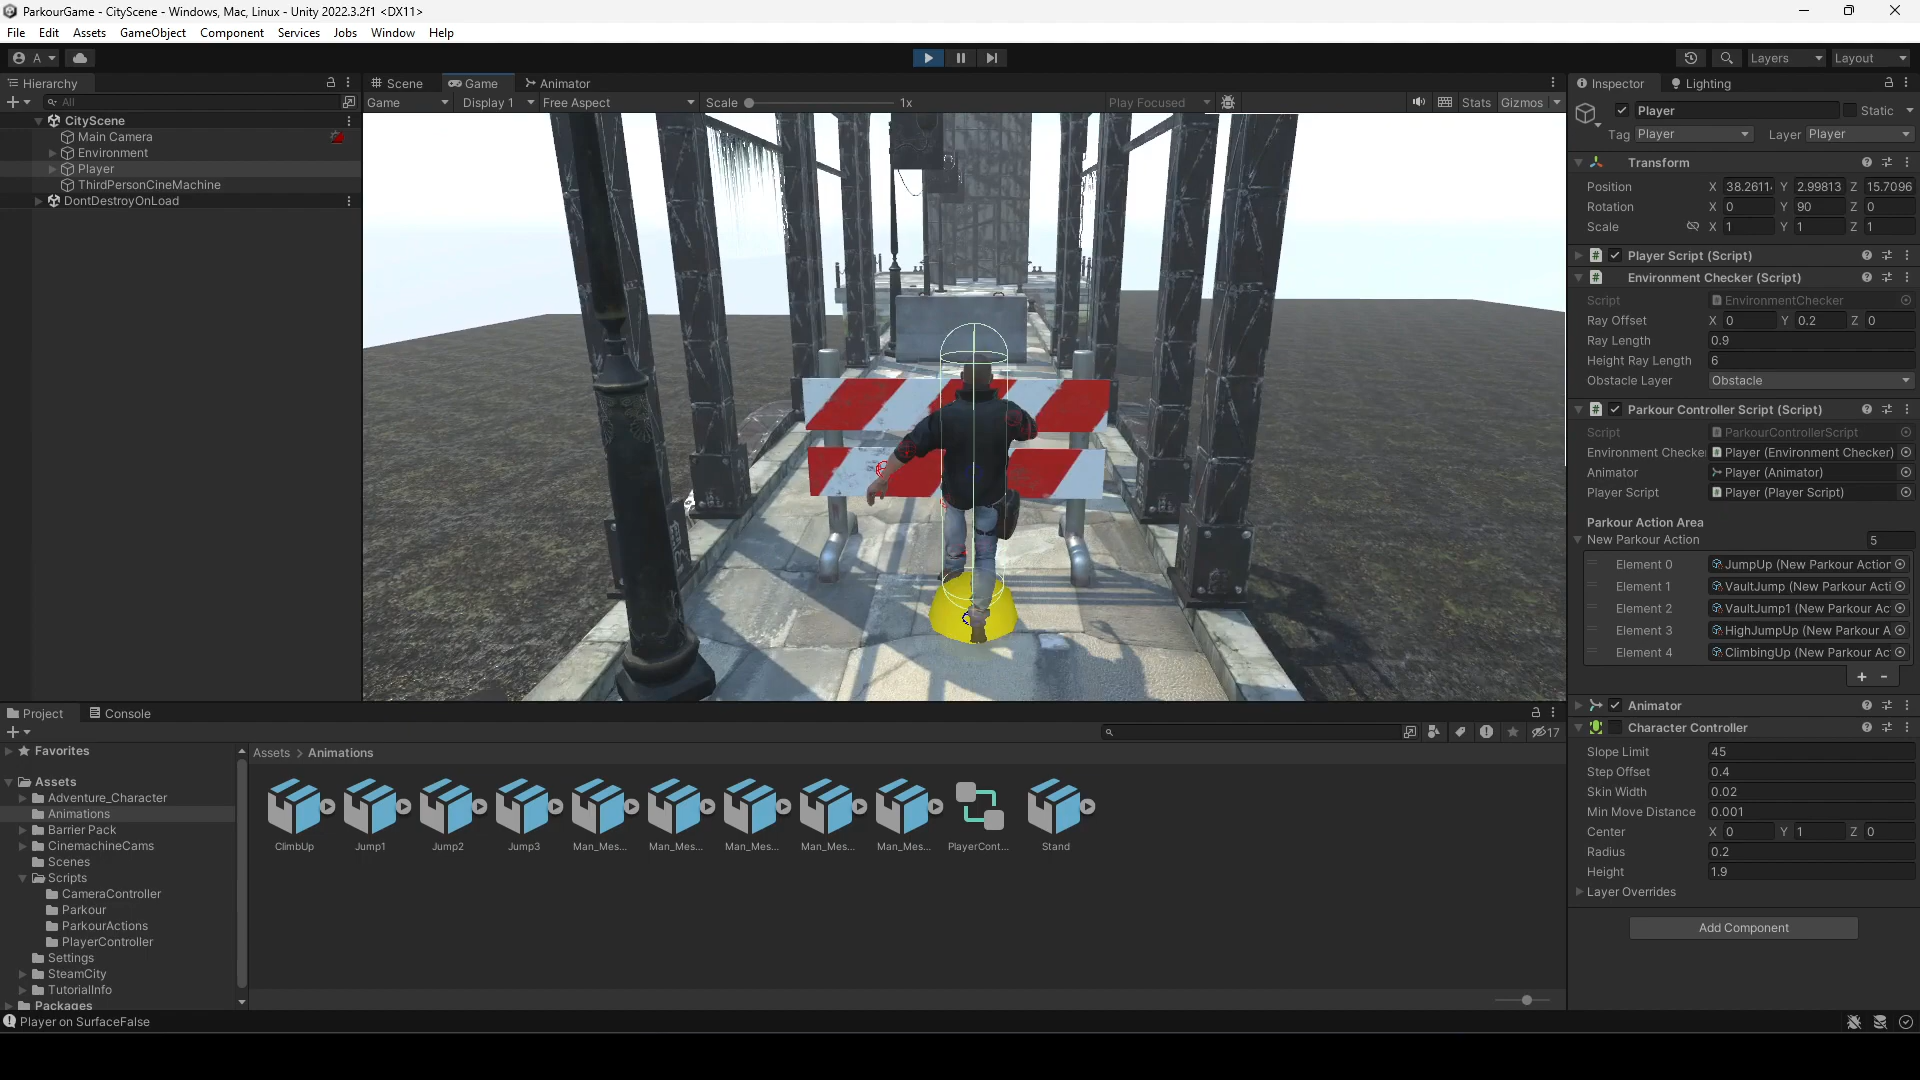 ParkourGame - CityScene - Windows, Mac, Linux - Unity 2022.3.2f1 <DX11>
File Edit Assets GameObject Component Services Jobs Window Help
A Layers Layout
Hierarchy Scene Game Animator Inspector Lighting
All Game Display 1 Free Aspect Scale 1x Play Focused Stats Gizmos
Player Static
Tag Player Layer Player
CityScene
Main Camera
Environment
Player
ThirdPersonCineMachine
DontDestroyOnLoad
Transform
Position X 38.2611 Y 2.99813 Z 15.7096
Rotation X 0 Y 90 Z 0
Scale X 1 Y 1 Z 1
Player Script (Script)
Environment Checker (Script)
Script EnvironmentChecker
Ray Offset X 0 Y 0.2 Z 0
Ray Length 0.9
Height Ray Length 6
Obstacle Layer Obstacle
Parkour Controller Script (Script)
Script ParkourControllerScript
Environment Checke Player (Environment Checker)
Animator Player (Animator)
Player Script Player (Player Script)
Parkour Action Area
New Parkour Action 5
Element 0 JumpUp (New Parkour Action
Element 1 VaultJump (New Parkour Acti
Element 2 VaultJump1 (New Parkour Ac
Element 3 HighJumpUp (New Parkour A
Element 4 ClimbingUp (New Parkour Ac
Animator
Character Controller
Slope Limit 45
Step Offset 0.4
Skin Width 0.02
Min Move Distance 0.001
Center X 0 Y 1 Z 0
Radius 0.2
Height 1.9
Layer Overrides
Add Component
Project Console
17
Favorites
Assets
Adventure_Character
Animations
Barrier Pack
CinemachineCams
Scenes
Scripts
CameraController
Parkour
ParkourActions
PlayerController
Settings
SteamCity
TutorialInfo
Packages
Assets > Animations
ClimbUp Jump1 Jump2 Jump3 Man_Mes... Man_Mes... Man_Mes... Man_Mes... Man_Mes... PlayerCont... Stand
Player on SurfaceFalse